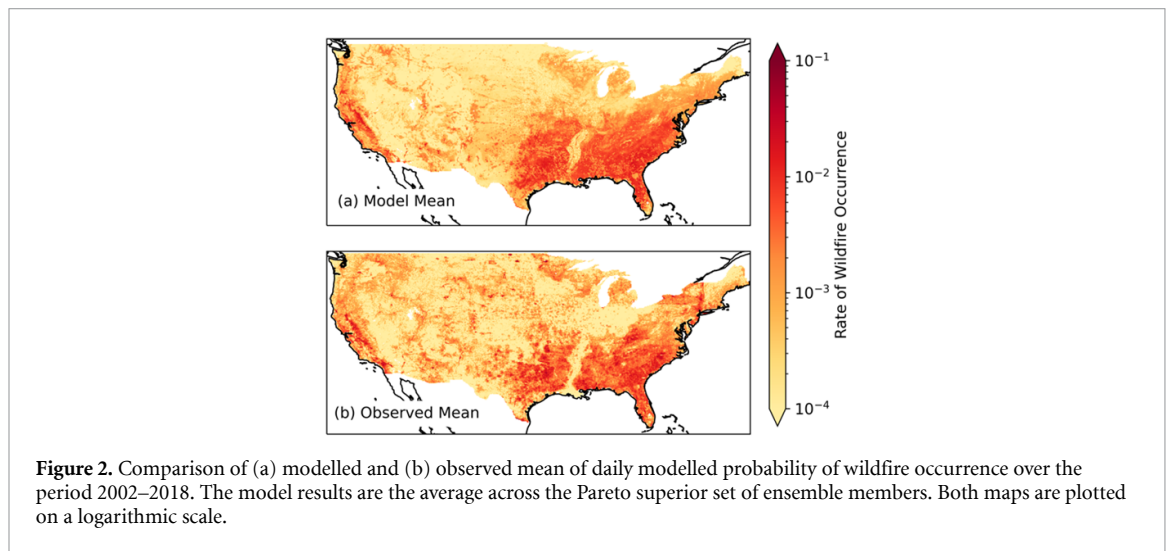 (a) Model Mean
(b) Observed Mean
10⁻¹
10⁻²
10⁻³
10⁻⁴
Rate of Wildfire Occurrence
Figure 2. Comparison of (a) modelled and (b) observed mean of daily modelled probability of wildfire occurrence over the
period 2002–2018. The model results are the average across the Pareto superior set of ensemble members. Both maps are plotted
on a logarithmic scale.